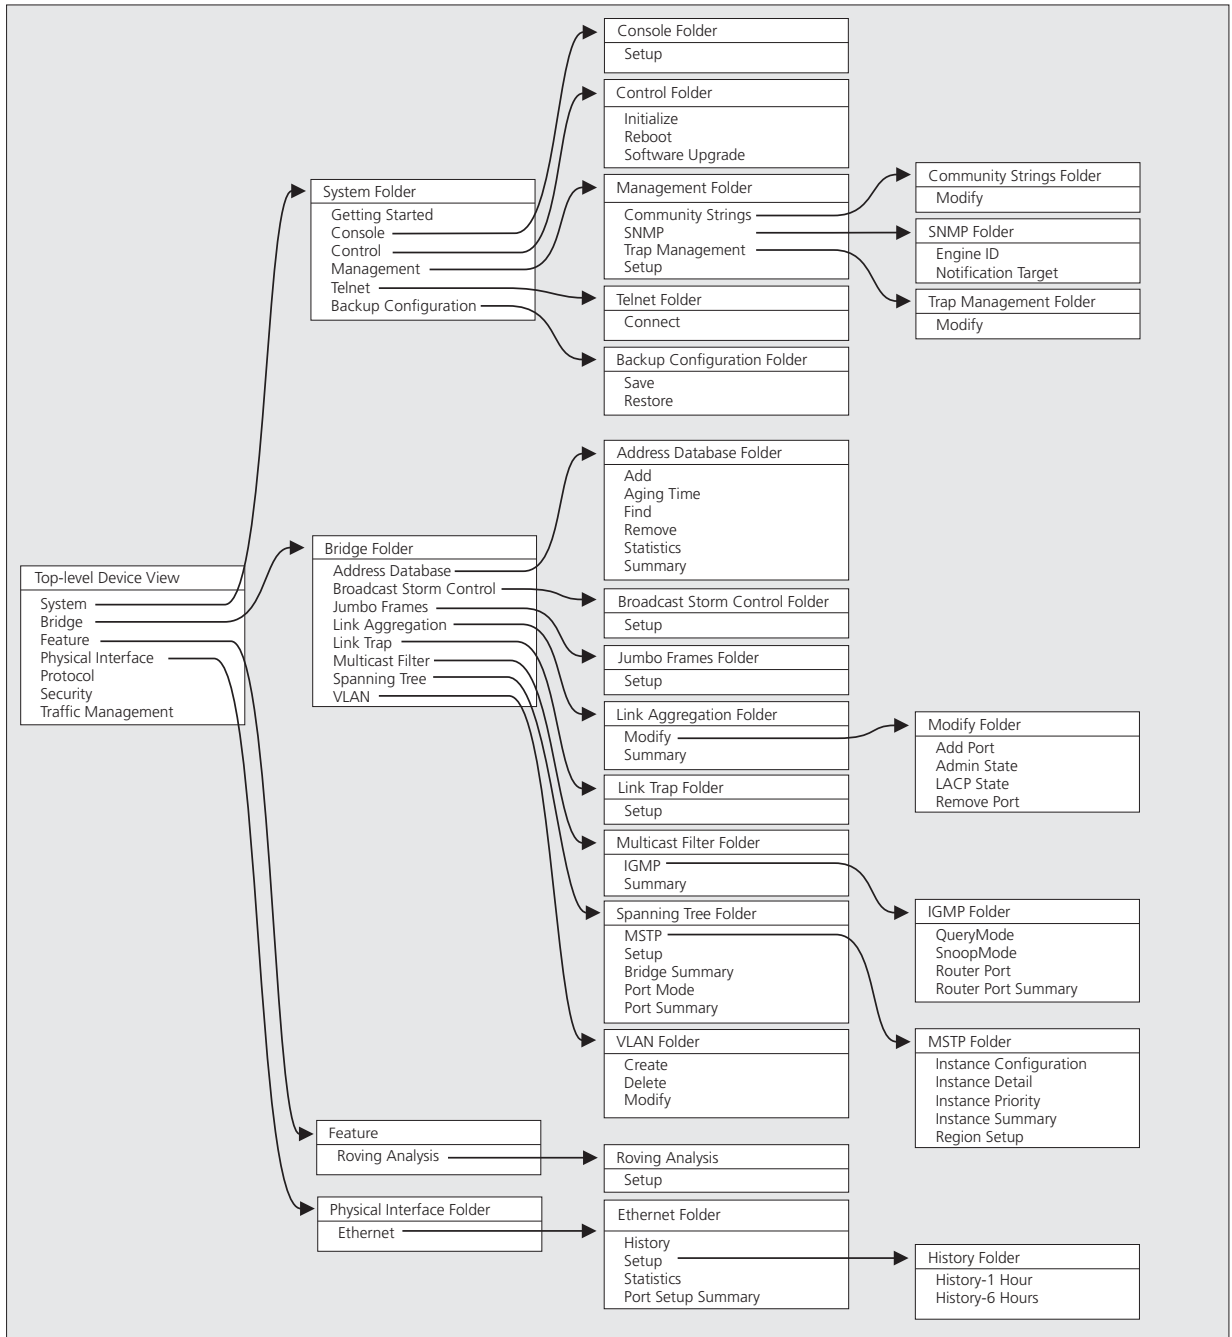 Top-level Device View
System
Bridge
Feature
Physical Interface
Protocol
Security
Traffic Management
System Folder
Getting Started
Console
Control
Management
Telnet
Backup Configuration
Console Folder
Setup
Control Folder
Initialize
Reboot
Software Upgrade
Management Folder
Community Strings
SNMP
Trap Management
Setup
Community Strings Folder
Modify
SNMP Folder
Engine ID
Notification Target
Trap Management Folder
Modify
Telnet Folder
Connect
Backup Configuration Folder
Save
Restore
Bridge Folder
Address Database
Broadcast Storm Control
Jumbo Frames
Link Aggregation
Link Trap
Multicast Filter
Spanning Tree
VLAN
Address Database Folder
Add
Aging Time
Find
Remove
Statistics
Summary
Broadcast Storm Control Folder
Setup
Jumbo Frames Folder
Setup
Link Aggregation Folder
Modify
Summary
Modify Folder
Add Port
Admin State
LACP State
Remove Port
Link Trap Folder
Setup
Multicast Filter Folder
IGMP
Summary
IGMP Folder
QueryMode
SnoopMode
Router Port
Router Port Summary
Spanning Tree Folder
MSTP
Setup
Bridge Summary
Port Mode
Port Summary
MSTP Folder
Instance Configuration
Instance Detail
Instance Priority
Instance Summary
Region Setup
VLAN Folder
Create
Delete
Modify
Feature
Roving Analysis
Roving Analysis
Setup
Physical Interface Folder
Ethernet
Ethernet Folder
History
Setup
Statistics
Port Setup Summary
History Folder
History-1 Hour
History-6 Hours